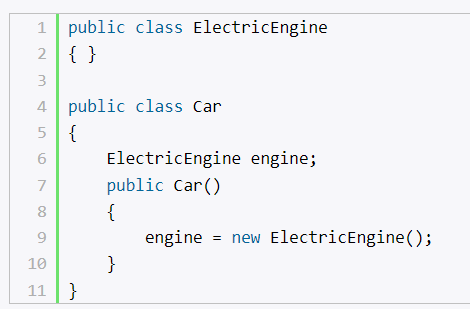 1 public class ElectricEngine
2 { }
3
4 public class Car
5 {
6     ElectricEngine engine;
7     public Car()
8     {
9         engine = new ElectricEngine();
10     }
11 }